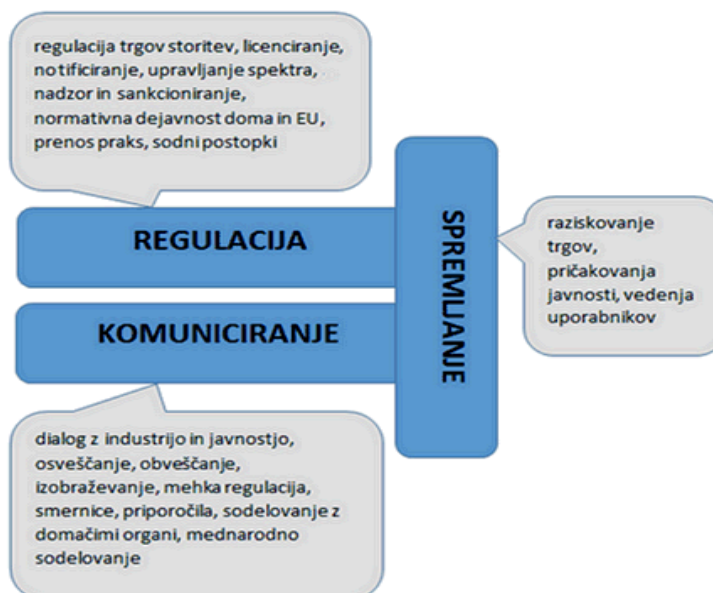 regulacija trgov storitev, licenciranje,
notificiranje, upravljanje spektra,
nadzor in sankcioniranje,
normativna dejavnost doma in EU,
prenos praks, sodni postopki
REGULACIJA
KOMUNICIRANJE
SPREMLJANJE
raziskovanje
trgov,
pričakovanja
javnosti, vedenja
uporabnikov
dialog z industrijo in javnostjo,
osveščanje, obveščanje,
izobraževanje, mehka regulacija,
smernice, priporočila, sodelovanje z
domačimi organi, mednarodno
sodelovanje